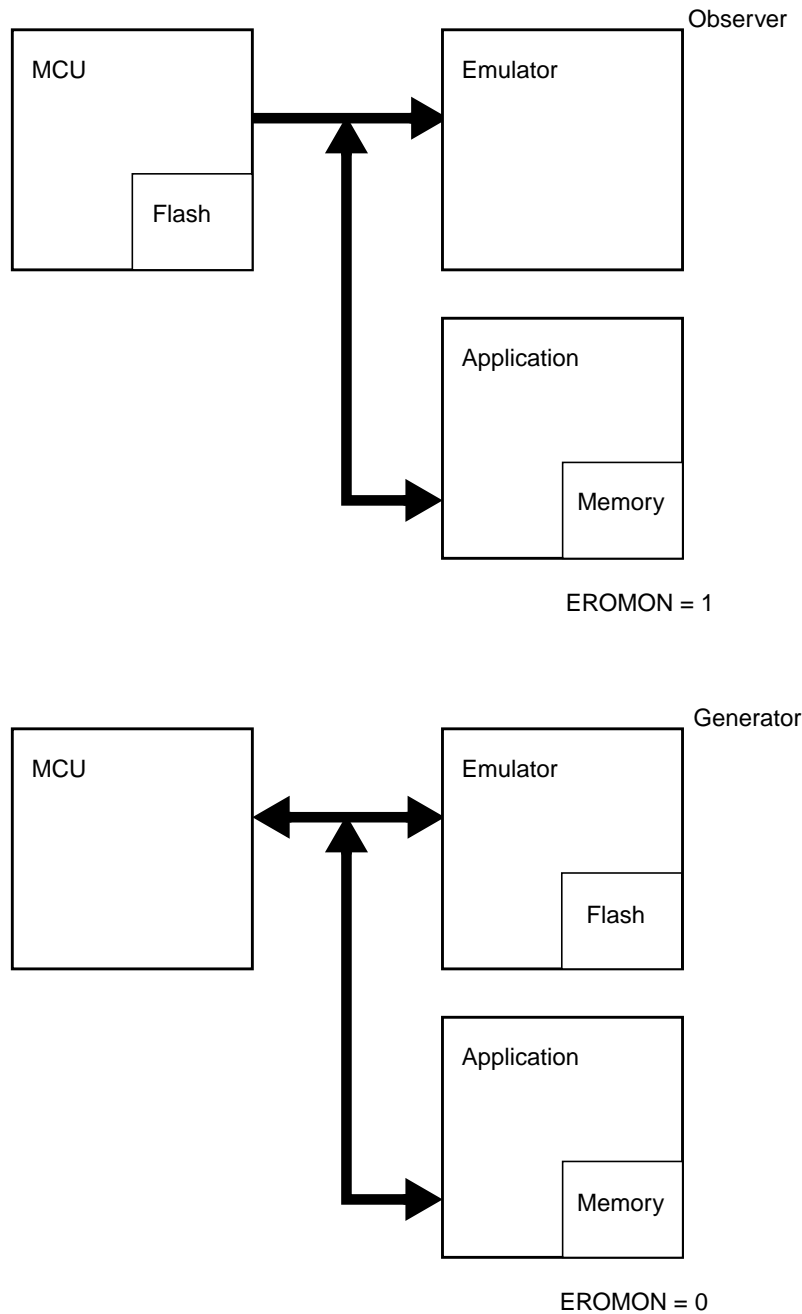 Observer
MCU
Emulator
Flash
Application
Memory
EROMON = 1
Generator
MCU
Emulator
Flash
Application
Memory
EROMON = 0